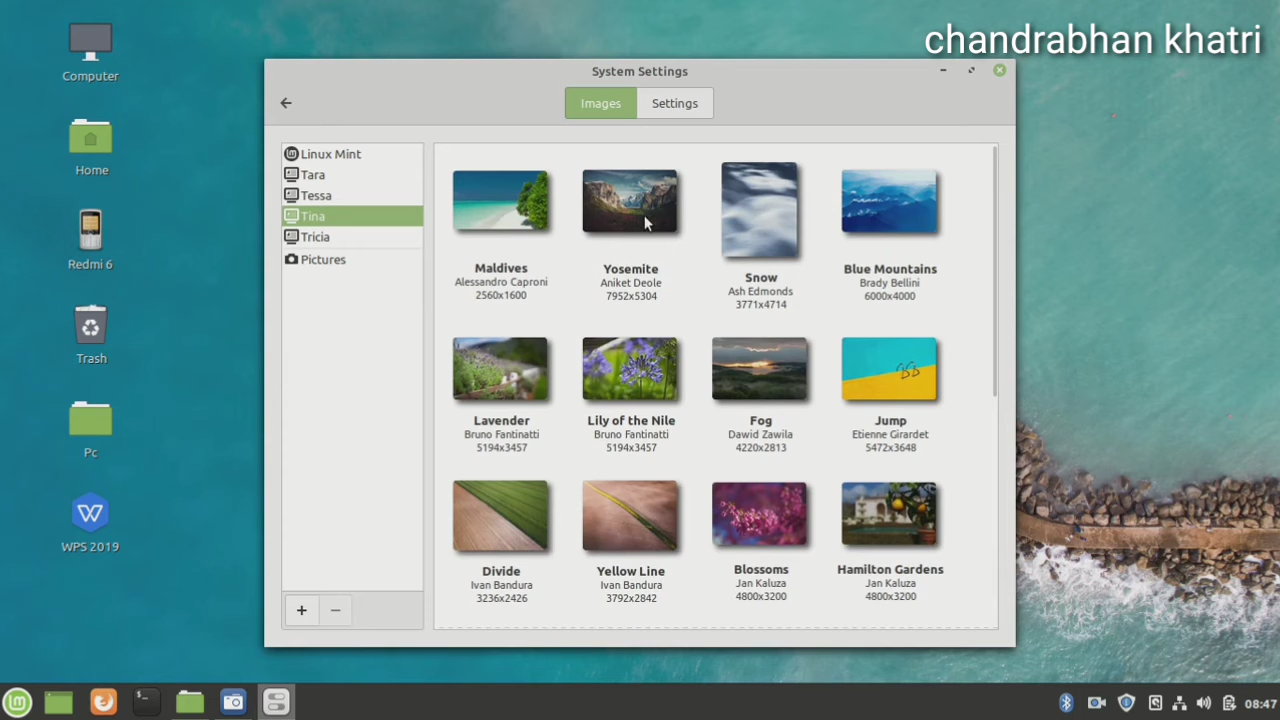 chandrabhan khatri
Computer
Home
Redmi 6
Trash
Pc
WPS 2019
System Settings
Images
Settings
Linux Mint
Tara
Tessa
Tina
Tricia
Pictures
Maldives
Alessandro Caproni
2560x1600
Yosemite
Aniket Deole
7952x5304
Snow
Ash Edmonds
3771x4714
Blue Mountains
Brady Bellini
6000x4000
Lavender
Bruno Fantinatti
5194x3457
Lily of the Nile
Bruno Fantinatti
5194x3457
Fog
Dawid Zawila
4220x2813
Jump
Etienne Girardet
5472x3648
Divide
Ivan Bandura
3236x2426
Yellow Line
Ivan Bandura
3792x2842
Blossoms
Jan Kaluza
4800x3200
Hamilton Gardens
Jan Kaluza
4800x3200
08:47